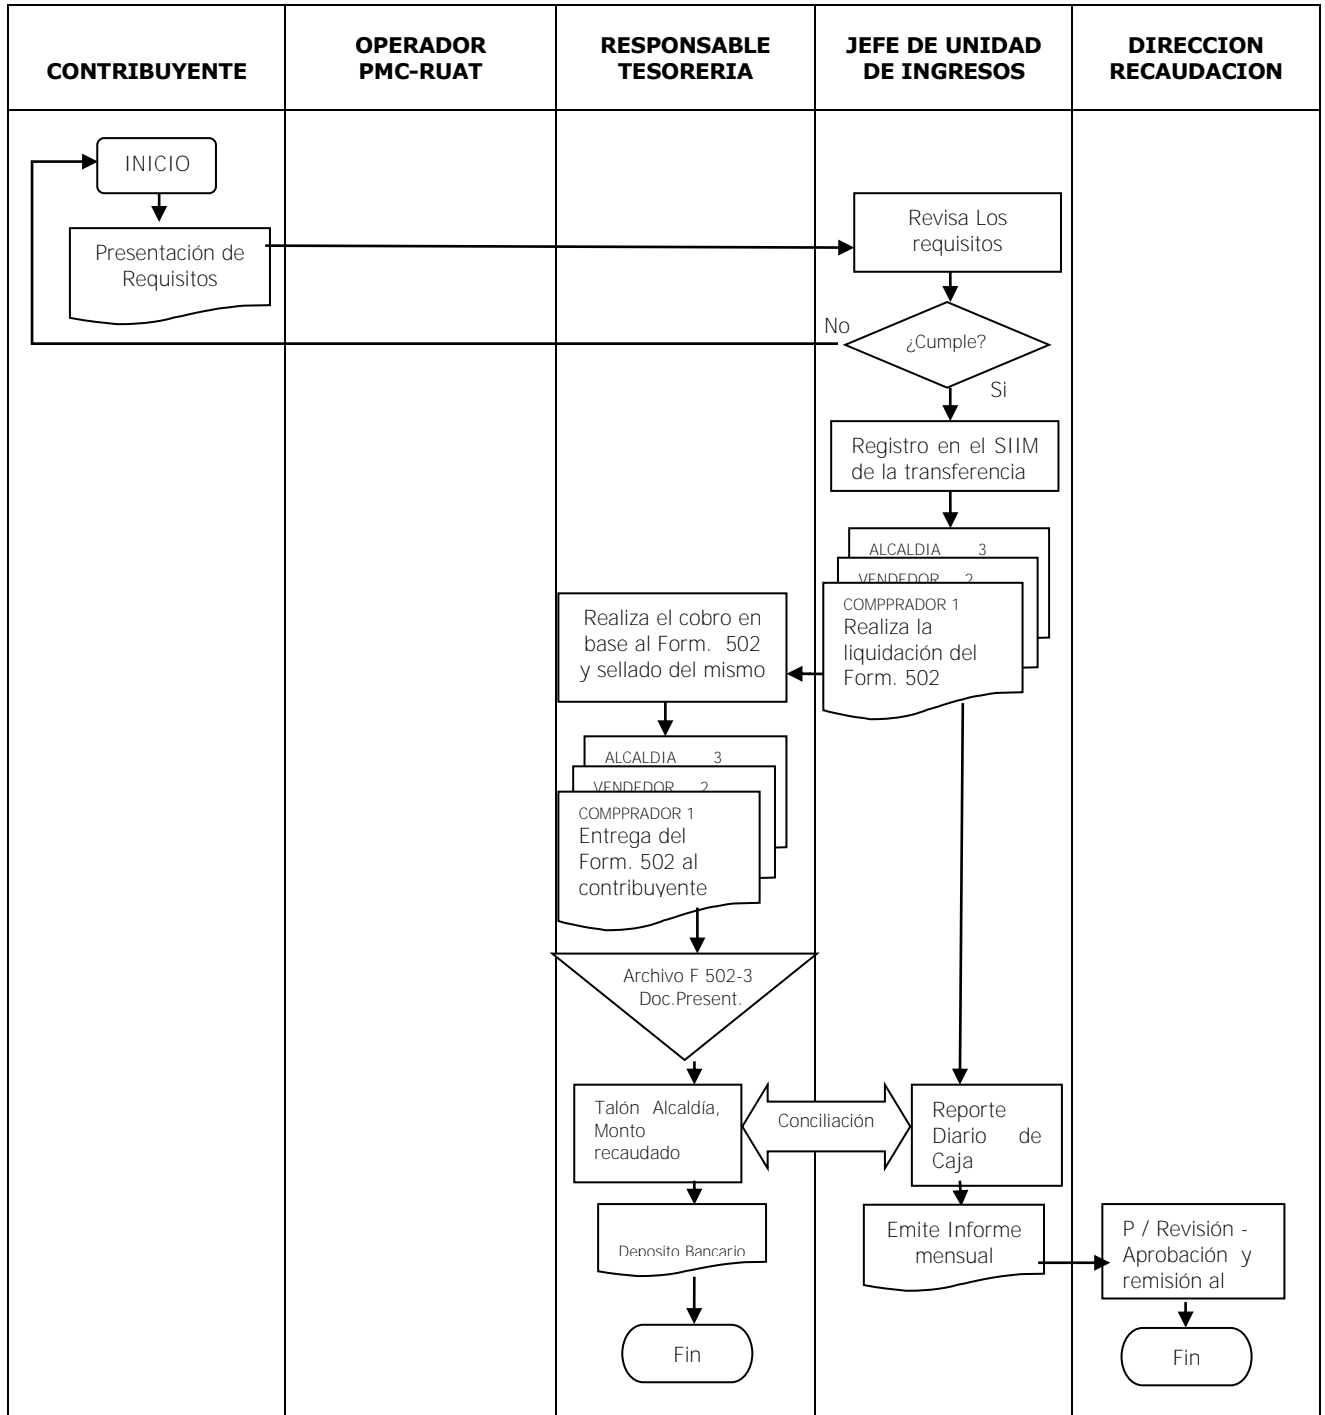 CONTRIBUYENTE
OPERADOR
PMC-RUAT
RESPONSABLE
TESORERIA
JEFE DE UNIDAD
DE INGRESOS
DIRECCION
RECAUDACION
INICIO
Presentación de
Requisitos
Revisa Los
requisitos
No
¿Cumple?
Si
Registro en el SIIM
de la transferencia
ALCALDIA 3
VENDEDOR 2
COMPPRADOR 1
Realiza la
liquidación del
Form. 502
Realiza el cobro en
base al Form. 502
y sellado del mismo
ALCALDIA 3
VENDEDOR 2
COMPPRADOR 1
Entrega del
Form. 502 al
contribuyente
Archivo F 502-3
Doc.Present.
Talón Alcaldía,
Monto
recaudado
Conciliación
Reporte
Diario de
Caja
Deposito Bancario
Emite Informe
mensual
P / Revisión -
Aprobación y
remisión al
Fin
Fin